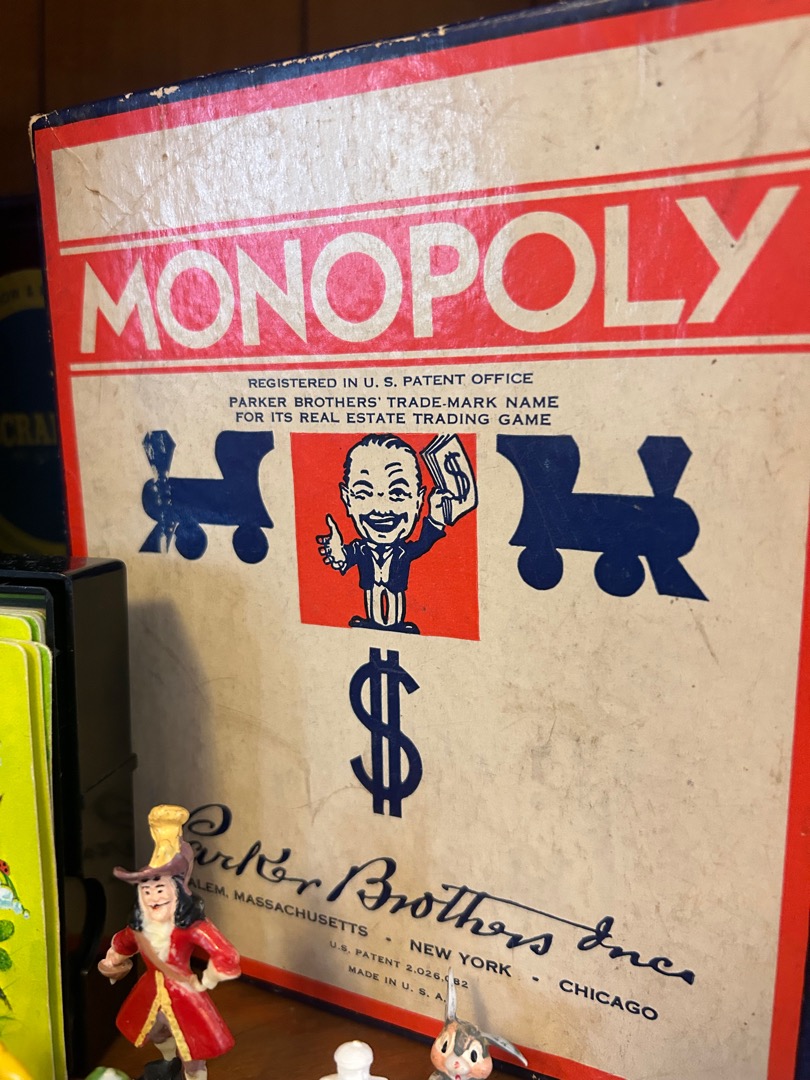 MONOPOLY
REGISTERED IN U. S. PATENT OFFICE
PARKER BROTHERS' TRADE-MARK NAME
FOR ITS REAL ESTATE TRADING GAME
$
$
Parker Brothers Inc.
ALEM, MASSACHUSETTS - NEW YORK - CHICAGO
U.S. PATENT 2,026,082
MADE IN U. S. A.
CRA